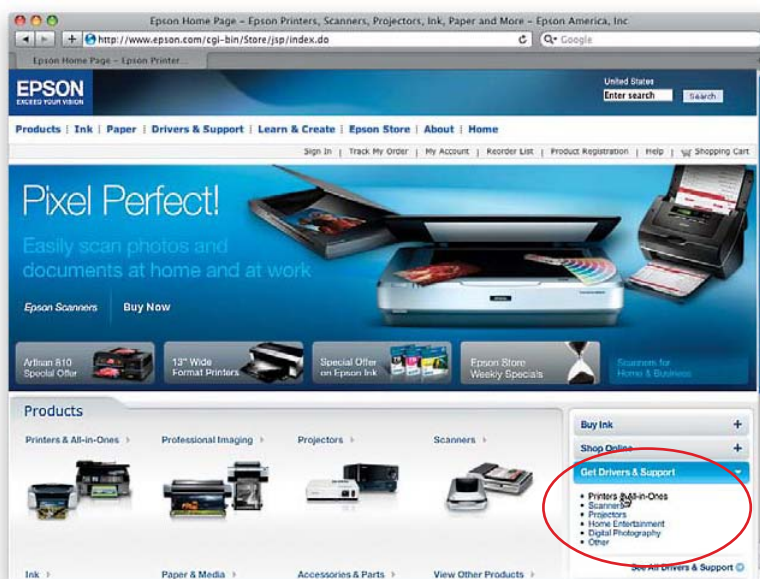 Epson Home Page – Epson Printers, Scanners, Projectors, Ink, Paper and More – Epson America, Inc
http://www.epson.com/cgi-bin/Store/jsp/index.do
Google
Epson Home Page – Epson Printer...
EPSON
EXCEED YOUR VISION
United States
Enter search Search
Products | Ink | Paper | Drivers & Support | Learn & Create | Epson Store | About | Home
Sign In | Track My Order | My Account | Reorder List | Product Registration | Help | Shopping Cart
Pixel Perfect!
Easily scan photos and
documents at home and at work
Epson Scanners | Buy Now
Artisan 810
Special Offer
13" Wide
Format Printers
Special Offer
on Epson Ink
Epson Store
Weekly Specials
Scanners for
Home & Business
Products
Printers & All-in-Ones
Professional Imaging
Projectors
Scanners
Ink
Paper & Media
Accessories & Parts
View Other Products
Buy Ink +
Shop Online +
Get Drivers & Support
• Printers & All-in-Ones
• Scanners
• Projectors
• Home Entertainment
• Digital Photography
• Other
See All Drivers & Support